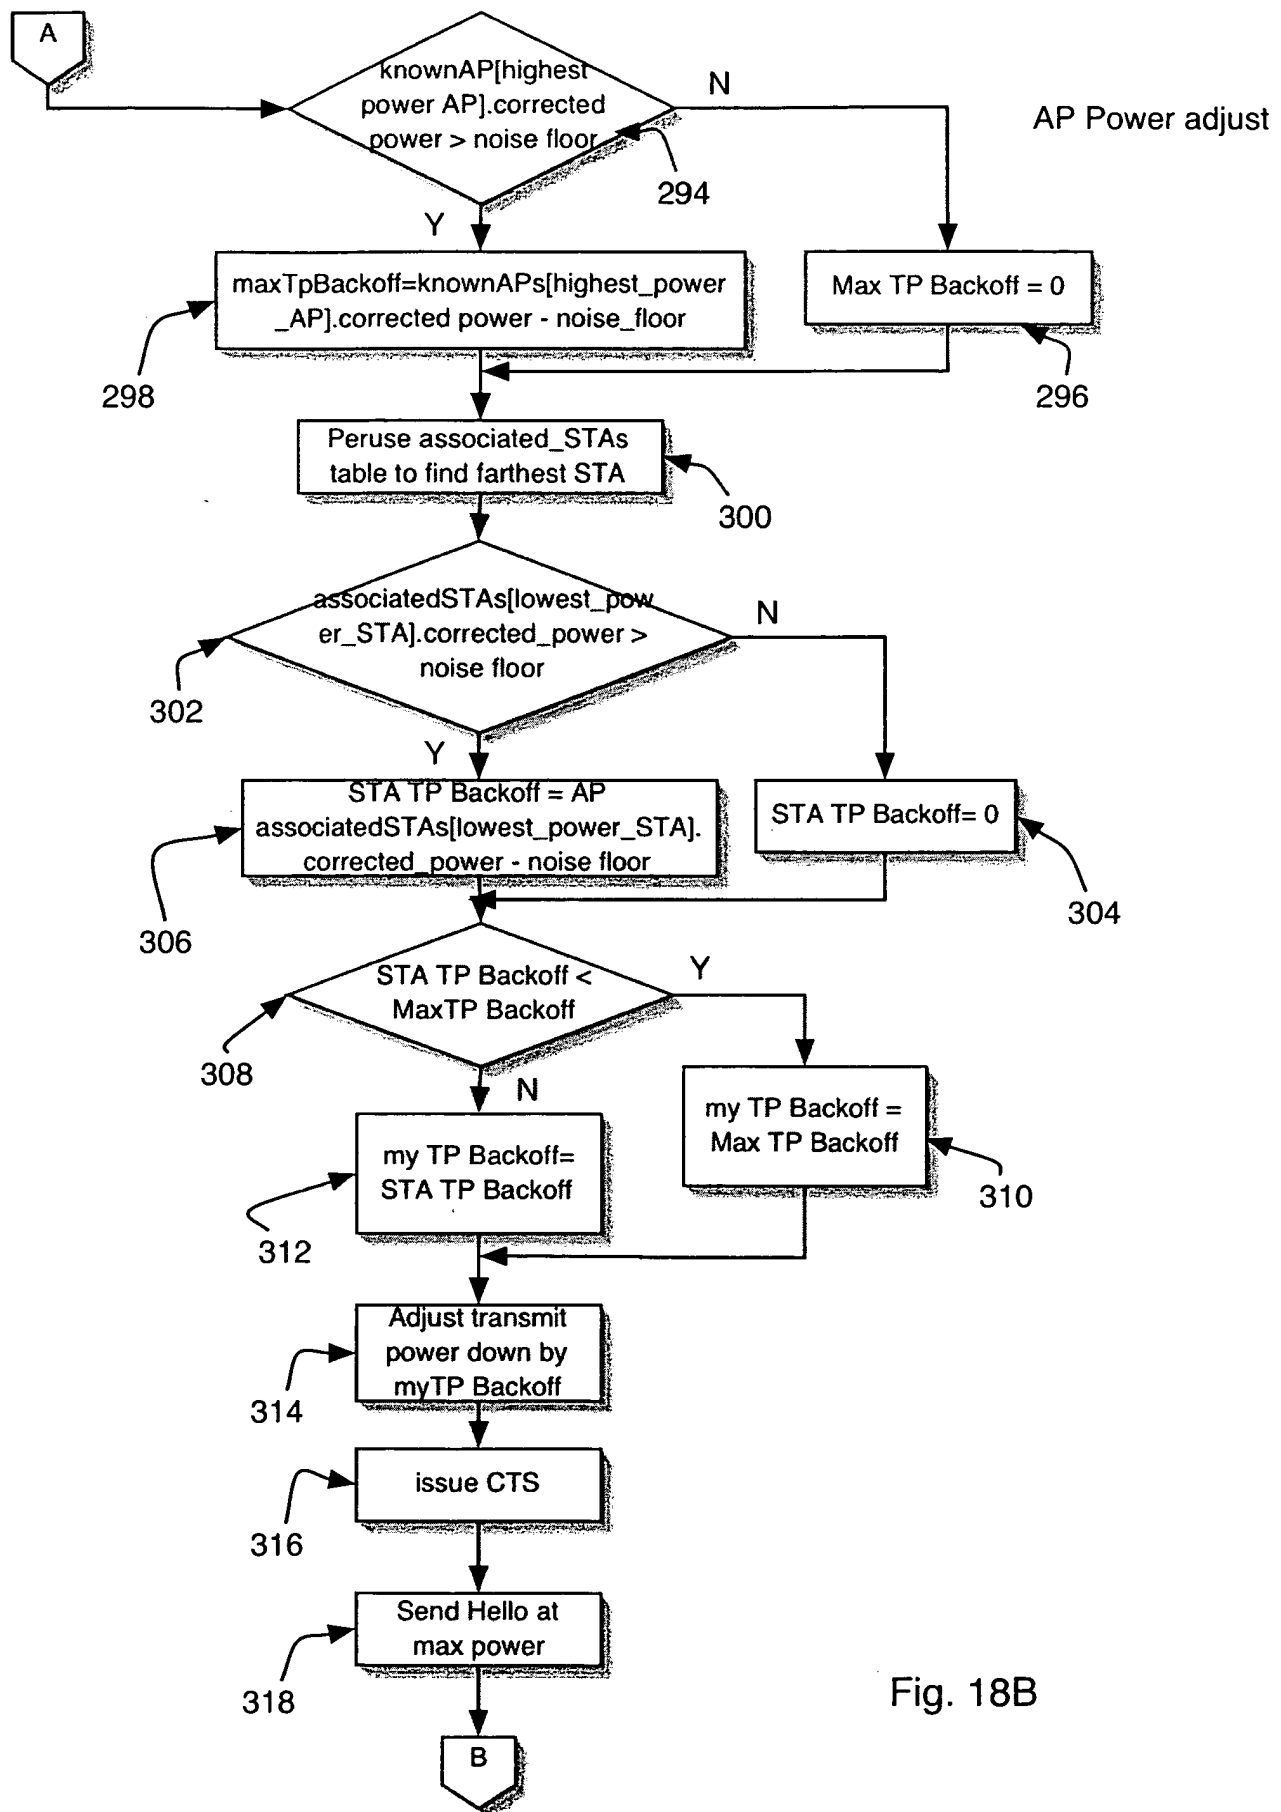 A
knownAP[highest
power AP].corrected
power > noise floor
N
AP Power adjust
294
Y
maxTpBackoff=knownAPs[highest_power
_AP].corrected power - noise_floor
Max TP Backoff = 0
298
296
Peruse associated_STAs
table to find farthest STA
300
associatedSTAs[lowest_pow
er_STA].corrected_power >
noise floor
N
302
Y
STA TP Backoff = AP
associatedSTAs[lowest_power_STA].
corrected_power - noise floor
STA TP Backoff= 0
306
304
STA TP Backoff <
MaxTP Backoff
Y
308
N
my TP Backoff =
Max TP Backoff
my TP Backoff=
STA TP Backoff
310
312
Adjust transmit
power down by
myTP Backoff
314
issue CTS
316
Send Hello at
max power
318
Fig. 18B
B